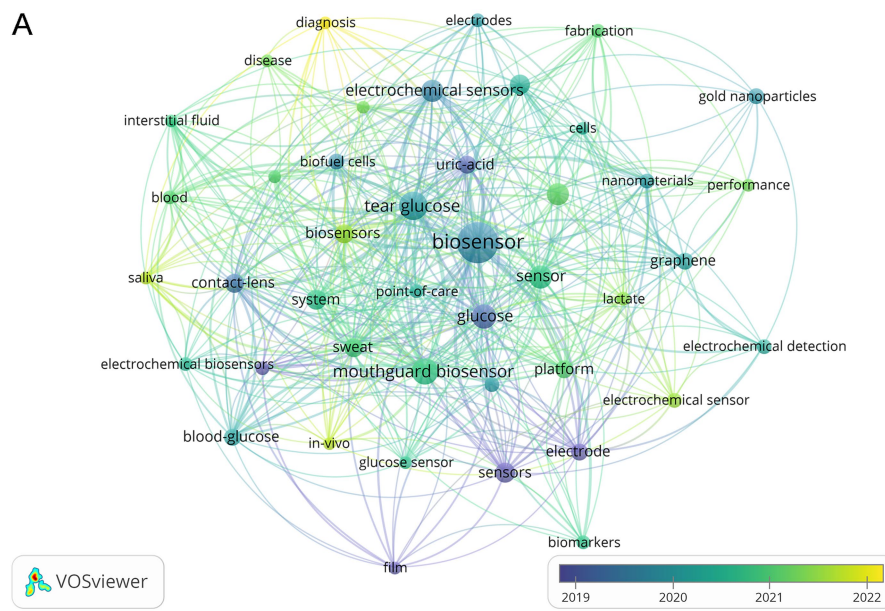 A
diagnosis
electrodes
fabrication
disease
electrochemical sensors
gold nanoparticles
interstitial fluid
cells
biofuel cells
uric-acid
nanomaterials
performance
blood
tear glucose
biosensors
biosensor
graphene
saliva
contact-lens
sensor
point-of-care
system
lactate
glucose
sweat
electrochemical detection
electrochemical biosensors
mouthguard biosensor
platform
electrochemical sensor
blood-glucose
in-vivo
electrode
glucose sensor
sensors
biomarkers
film
VOSviewer
2019 2020 2021 2022